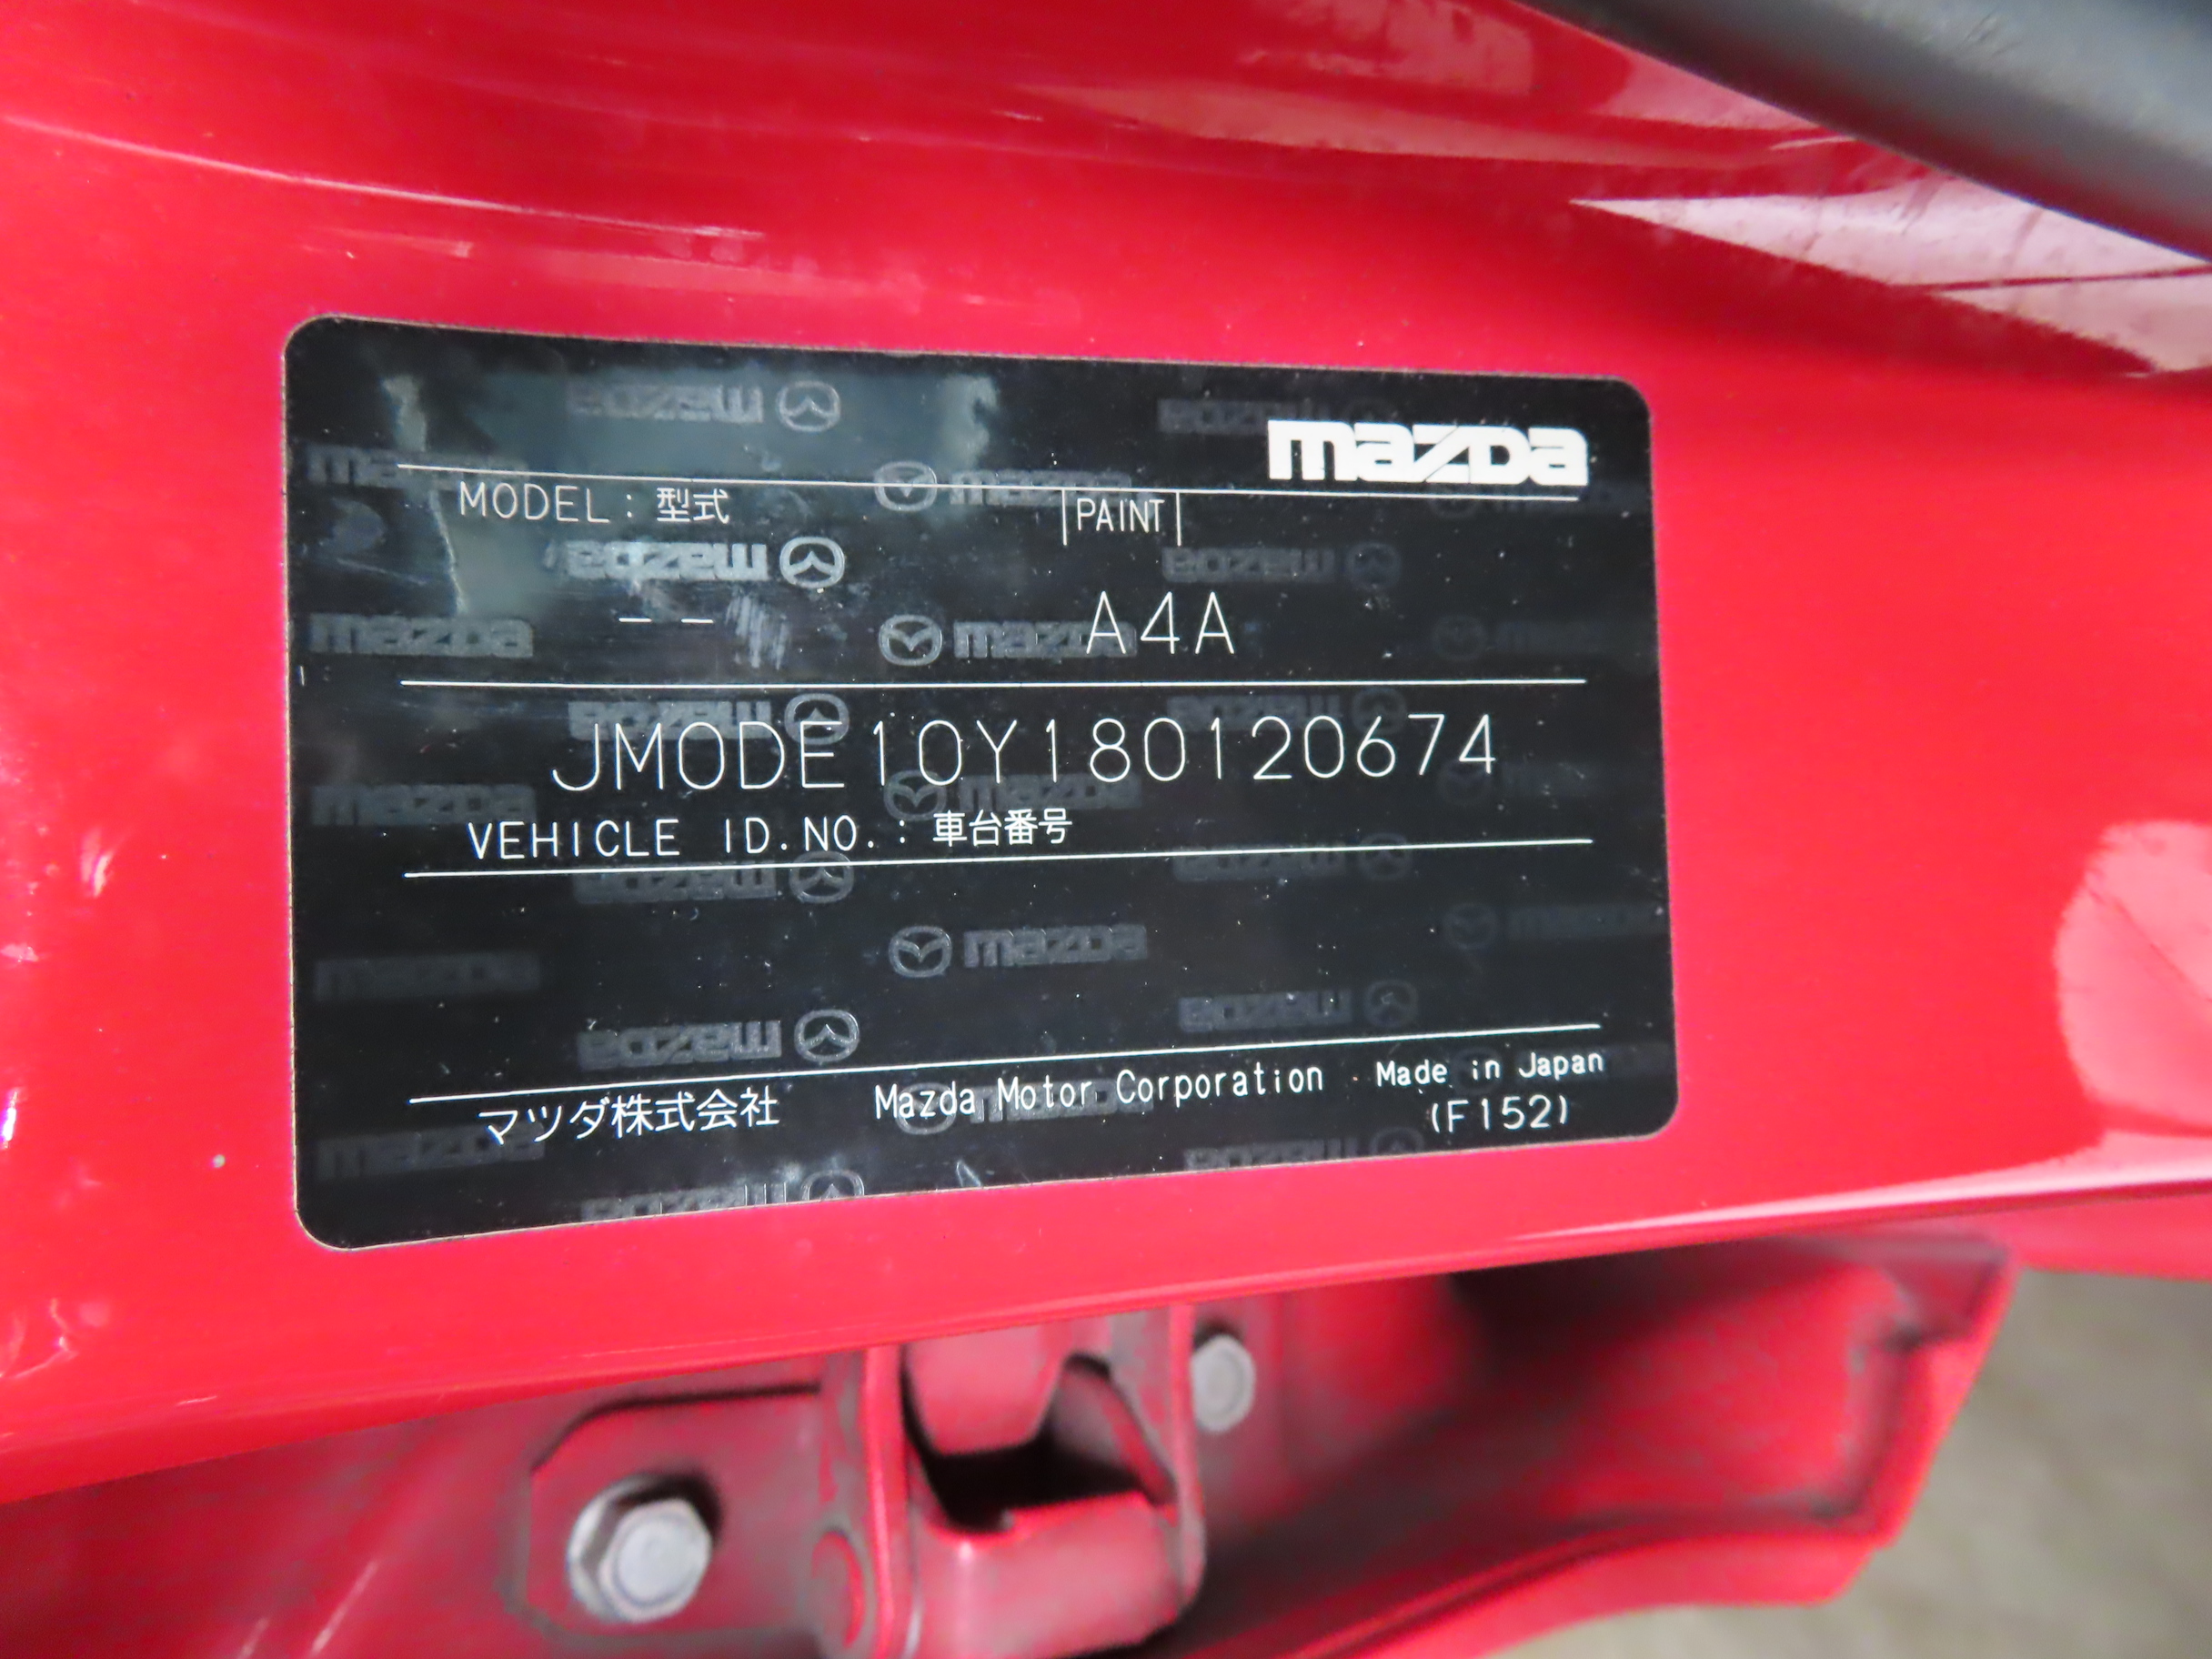 mazda
MODEL : 型式 PAINT
– – A4A
JM0DE10Y180120674
VEHICLE ID.NO. : 車台番号
マツダ株式会社 Mazda Motor Corporation Made in Japan
(F152)